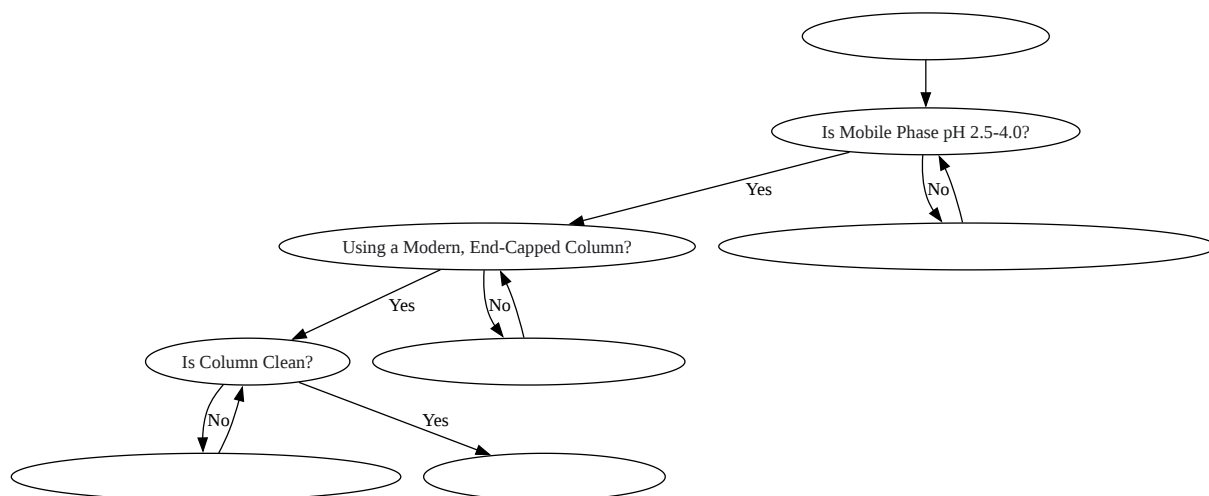 Is Mobile Phase pH 2.5-4.0?
Yes
No
Using a Modern, End-Capped Column?
Yes
No
Is Column Clean?
No
Yes